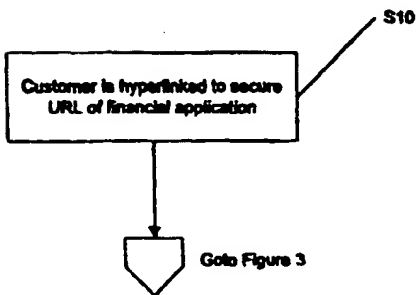 S10
Customer is hyperlinked to secure
URL of financial application
Goto Figure 3